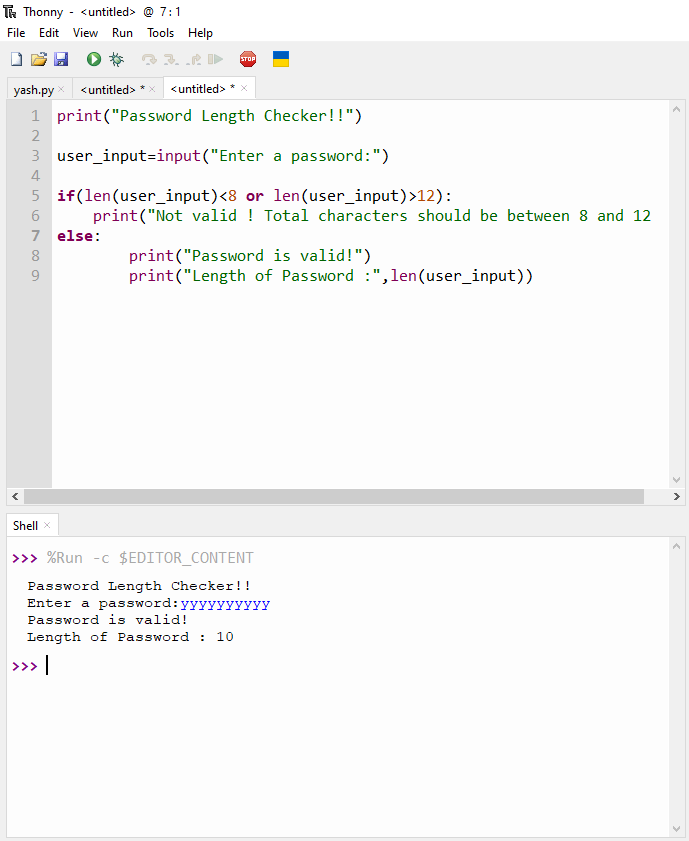 Thonny - <untitled> @ 7:1
File Edit View Run Tools Help
STOP
yash.py × <untitled> * × <untitled> * ×
1 print("Password Length Checker!!")
2
3 user_input=input("Enter a password:")
4
5 if(len(user_input)<8 or len(user_input)>12):
6     print("Not valid ! Total characters should be between 8 and 12
7 else:
8         print("Password is valid!")
9         print("Length of Password :",len(user_input))
Shell ×
>>> %Run -c $EDITOR_CONTENT
Password Length Checker!!
Enter a password:yyyyyyyyyy
Password is valid!
Length of Password : 10
>>>